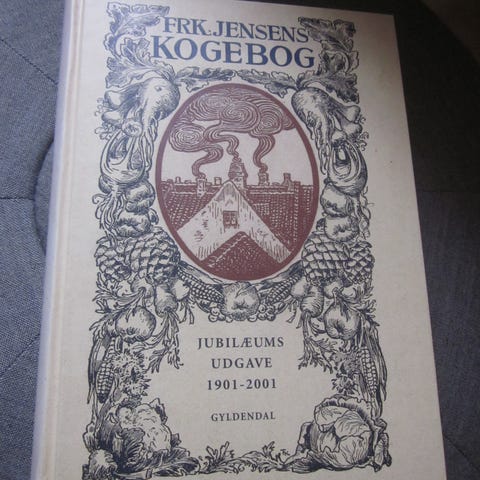 FRK. JENSENS
KOGEBOG
JUBILÆUMS
UDGAVE
1901-2001
GYLDENDAL